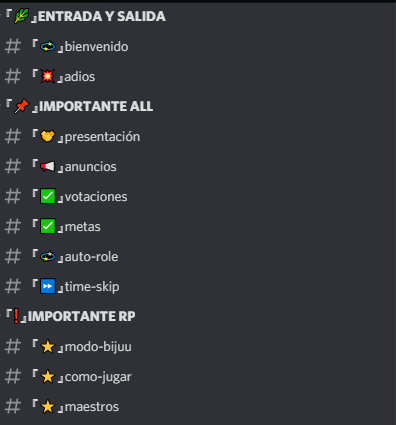 『🌿』ENTRADA Y SALIDA
# 『💫』bienvenido
# 『💥』adios
『📌』IMPORTANTE ALL
# 『🏵️』presentación
# 『📢』anuncios
# 『✅』votaciones
# 『✅』metas
# 『💫』auto-role
# 『⏩』time-skip
『❗』IMPORTANTE RP
# 『⭐』modo-bijuu
# 『⭐』como-jugar
# 『⭐』maestros